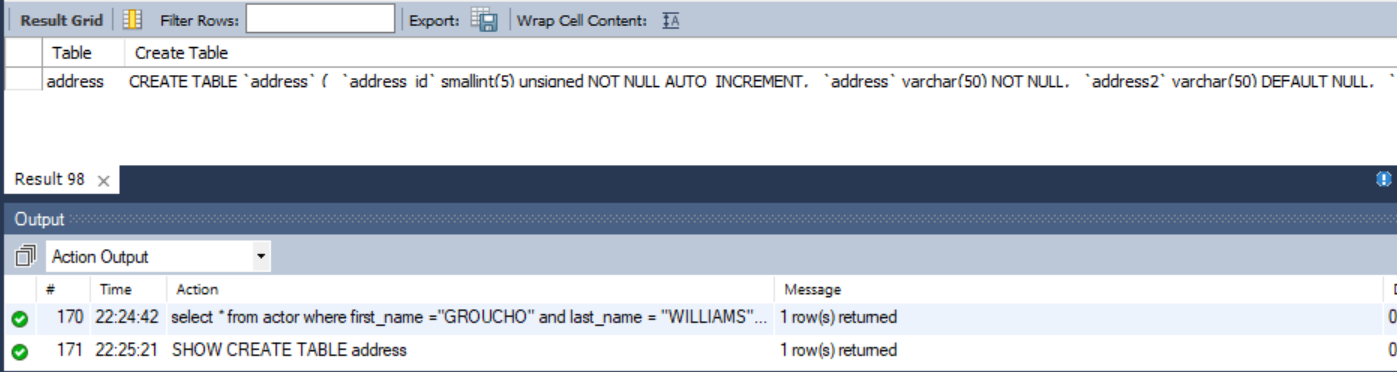 Result Grid Filter Rows: Export: Wrap Cell Content:
Table Create Table
address CREATE TABLE `address` ( `address_id` smallint(5) unsigned NOT NULL AUTO_INCREMENT, `address` varchar(50) NOT NULL, `address2` varchar(50) DEFAULT NULL, `
Result 98
Output
Action Output
# Time Action Message
170 22:24:42 select * from actor where first_name ="GROUCHO" and last_name = "WILLIAMS"... 1 row(s) returned 0
171 22:25:21 SHOW CREATE TABLE address 1 row(s) returned 0